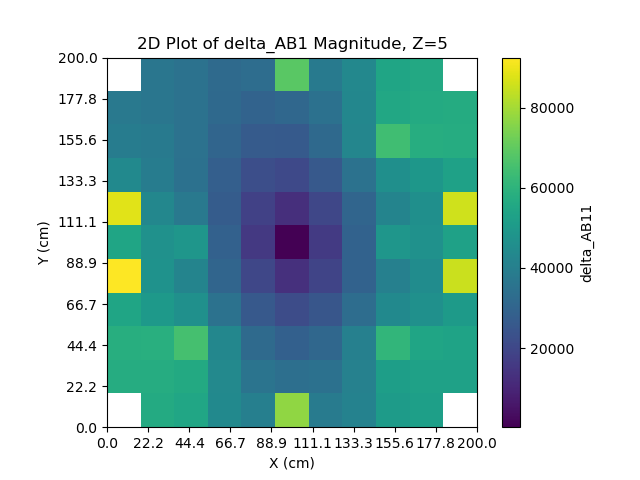 2D Plot of delta_AB1 Magnitude, Z=5
200.0
177.8
155.6
133.3
111.1
88.9
66.7
44.4
22.2
0.0
Y (cm)
0.0 22.2 44.4 66.7 88.9 111.1 133.3 155.6 177.8 200.0
X (cm)
80000
60000
40000
20000
delta_AB11